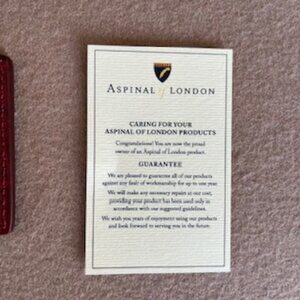 ASPINAL of LONDON
CARING FOR YOUR
ASPINAL OF LONDON PRODUCTS
Congratulations! You are now the proud
owner of an Aspinal of London product.
GUARANTEE
We are pleased to guarantee all of our products
against any fault of workmanship for up to one year.
We will make any necessary repairs at our cost,
providing your product has been used only in
accordance with our suggested guidelines.
We wish you years of enjoyment using our products
and look forward to serving you in the future.